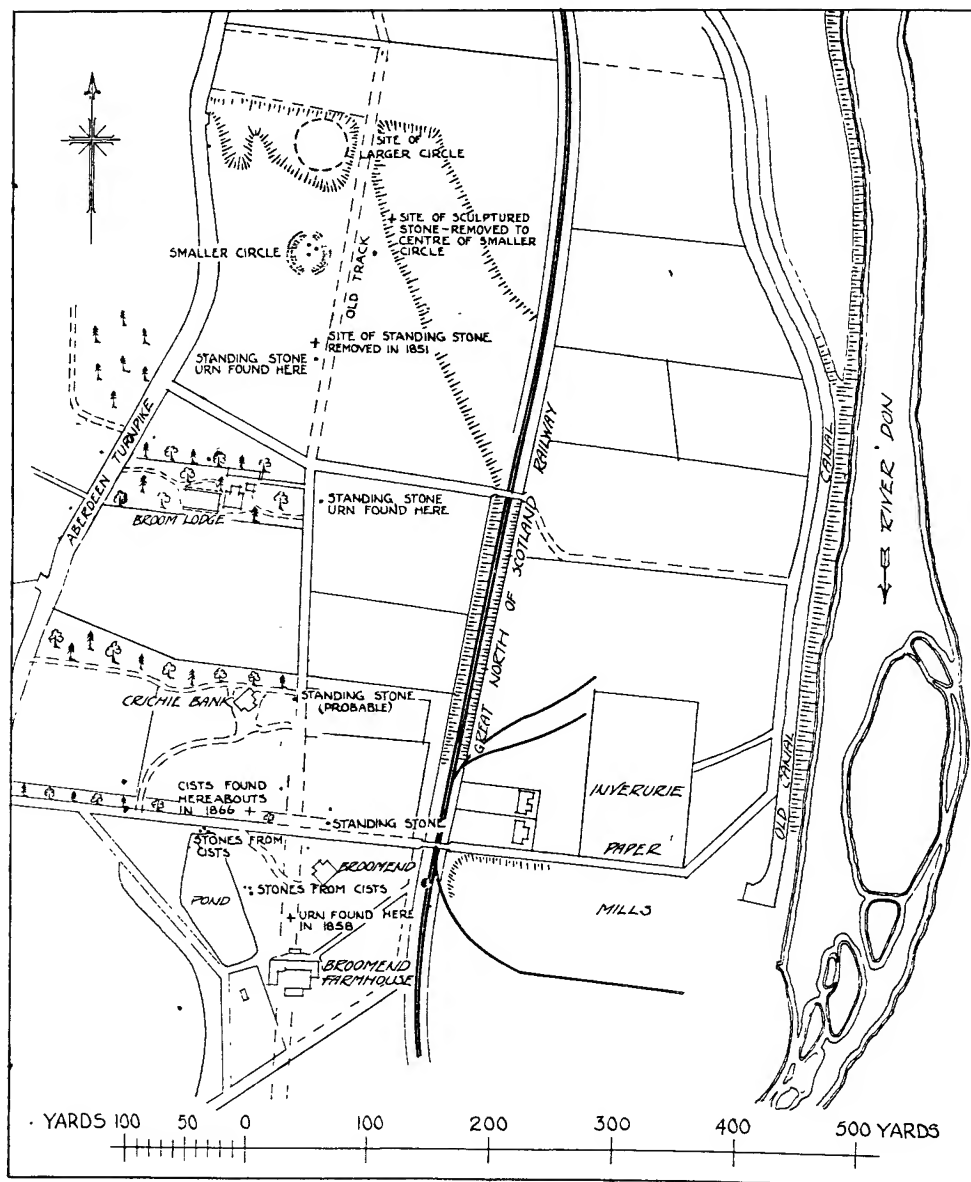 SITE OF
LARGER CIRCLE
SITE OF SCULPTURED
STONE – REMOVED TO
CENTRE OF SMALLER
CIRCLE
SMALLER CIRCLE
OLD TRACK
SITE OF STANDING STONE
REMOVED IN 1851
STANDING STONE
URN FOUND HERE
ABERDEEN TURNPIKE
RAILWAY
CANAL
RIVER DON
STANDING STONE
URN FOUND HERE
BROOM LODGE
GREAT NORTH OF SCOTLAND
STANDING STONE
(PROBABLE)
CRICHIL BANK
CISTS FOUND
HEREABOUTS
IN 1866 +
INVERURIE
OLD CANAL
STANDING STONE
STONES FROM
CISTS
PAPER
BROOMEND
STONES FROM CISTS
POND
MILLS
URN FOUND HERE
IN 1858
BROOMEND
FARMHOUSE
YARDS 100 50 0 100 200 300 400 500 YARDS